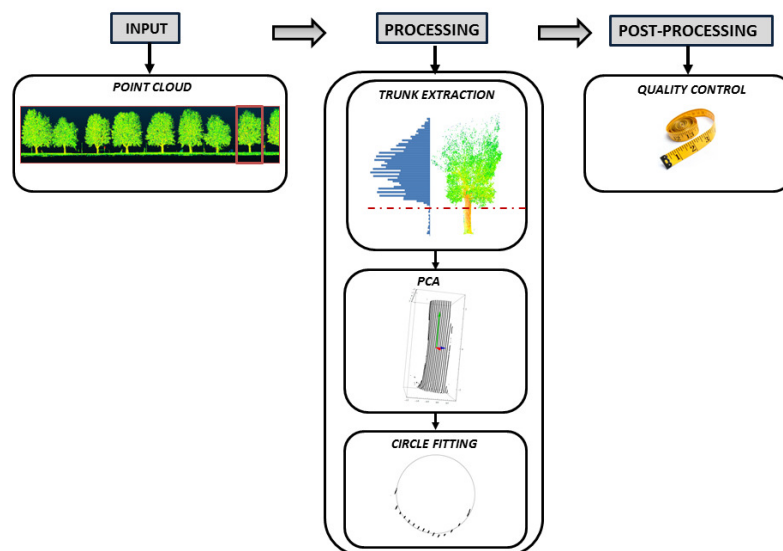 INPUT
PROCESSING
POST-PROCESSING
POINT CLOUD
TRUNK EXTRACTION
QUALITY CONTROL
PCA
CIRCLE FITTING